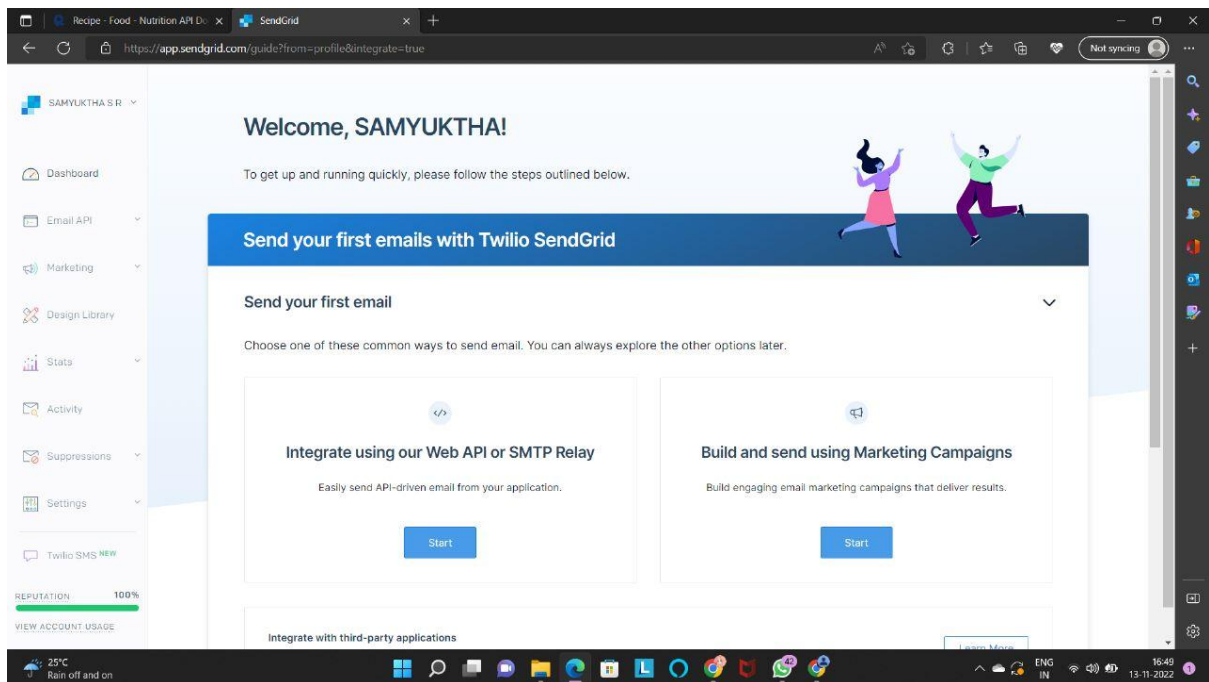 Recipe - Food - Nutrition API Do
SendGrid
https://app.sendgrid.com/guide?from=profile&integrate=true
Not syncing
SAMYUKTHA S R
Dashboard
Email API
Marketing
Design Library
Stats
Activity
Suppressions
Settings
Twilio SMS NEW
REPUTATION 100%
VIEW ACCOUNT USAGE
Welcome, SAMYUKTHA!
To get up and running quickly, please follow the steps outlined below.
Send your first emails with Twilio SendGrid
Send your first email
Choose one of these common ways to send email. You can always explore the other options later.
Integrate using our Web API or SMTP Relay
Easily send API-driven email from your application.
Start
Build and send using Marketing Campaigns
Build engaging email marketing campaigns that deliver results.
Start
Integrate with third-party applications
Learn More
25°C
Rain off and on
42
ENG
IN
16:49
13-11-2022
1